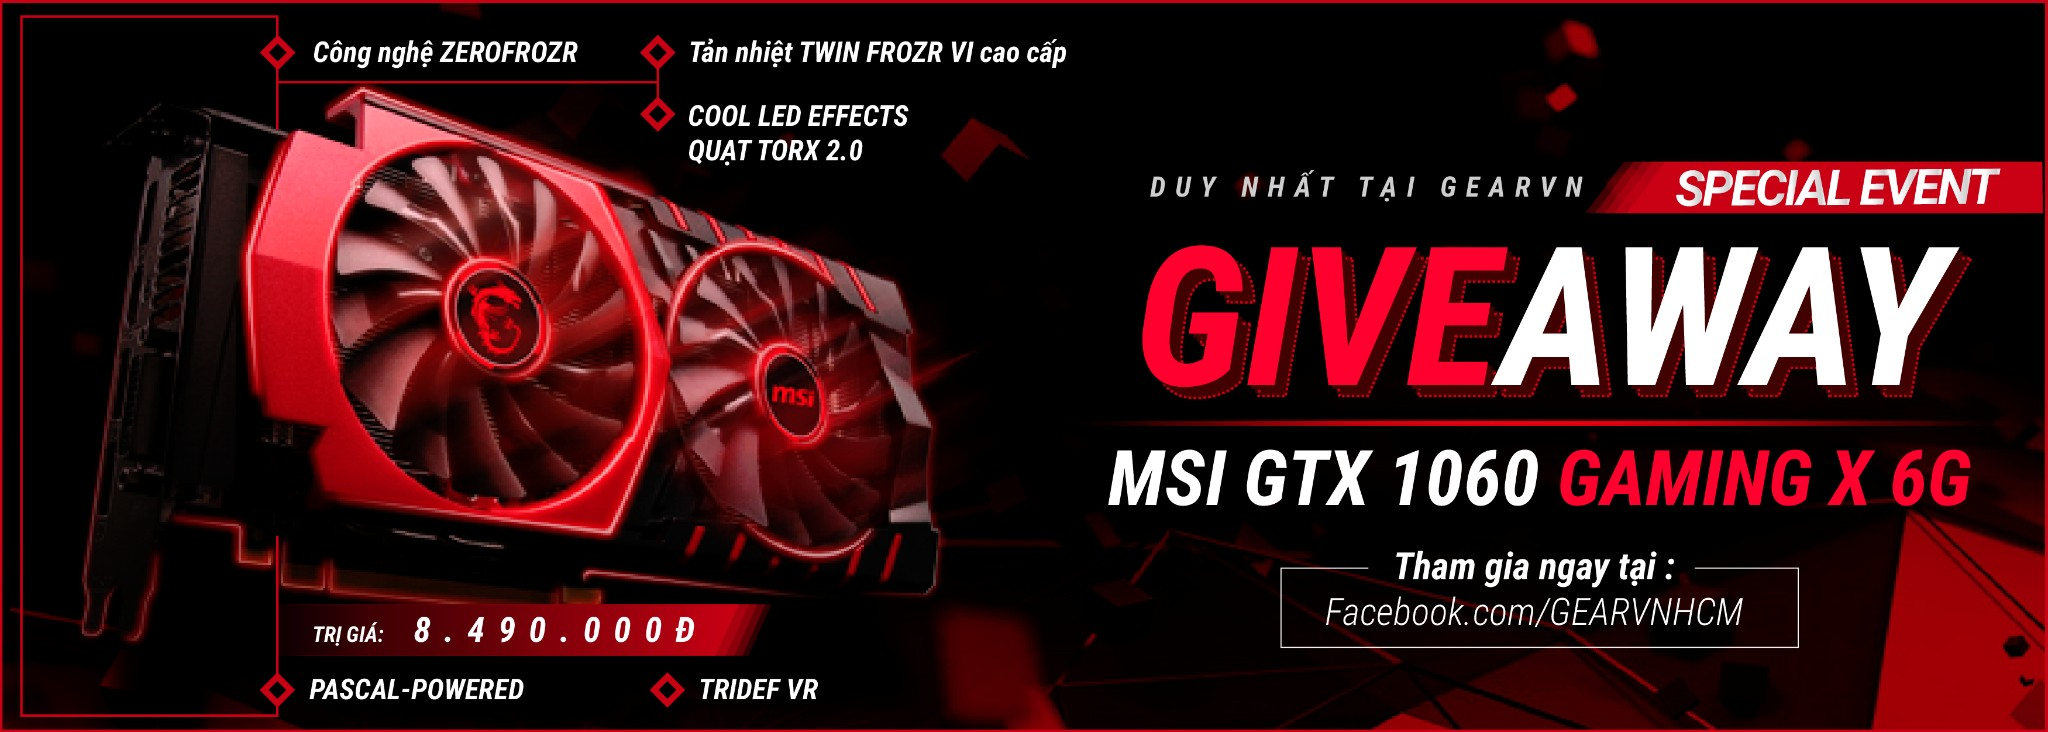 Công nghệ ZEROFROZR
Tản nhiệt TWIN FROZR VI cao cấp
COOL LED EFFECTS
QUẠT TORX 2.0
msi
TRỊ GIÁ: 8.490.000Đ
PASCAL-POWERED
TRIDEF VR
DUY NHẤT TẠI GEARVN
SPECIAL EVENT
GIVEAWAY
MSI GTX 1060 GAMING X 6G
Tham gia ngay tại :
Facebook.com/GEARVNHCM